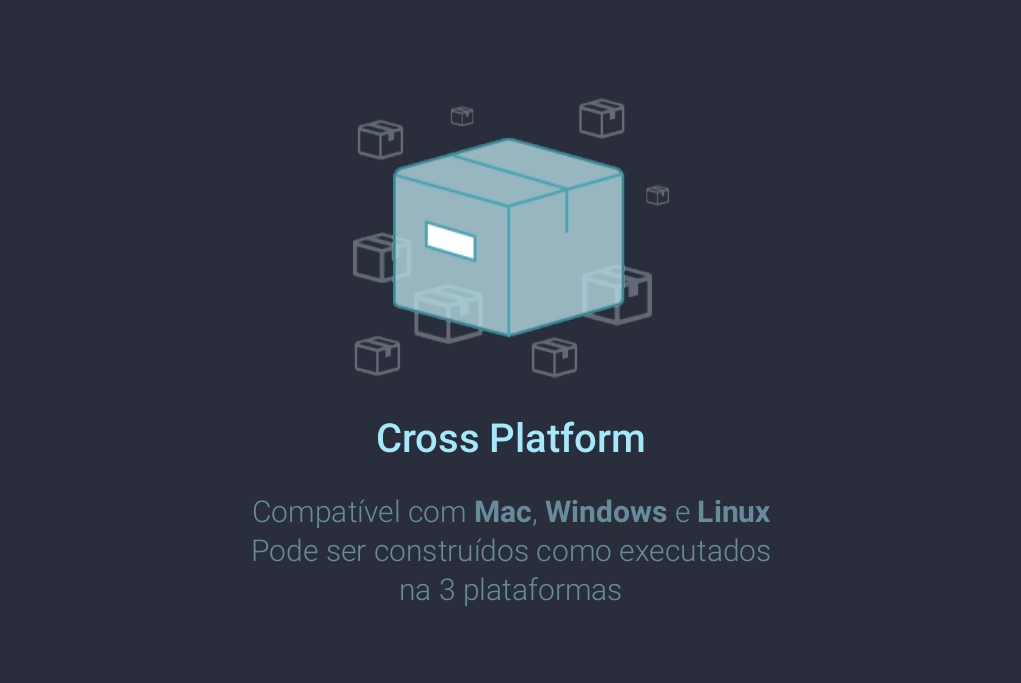 Cross Platform
Compatível com Mac, Windows e Linux
Pode ser construídos como executados
na 3 plataformas